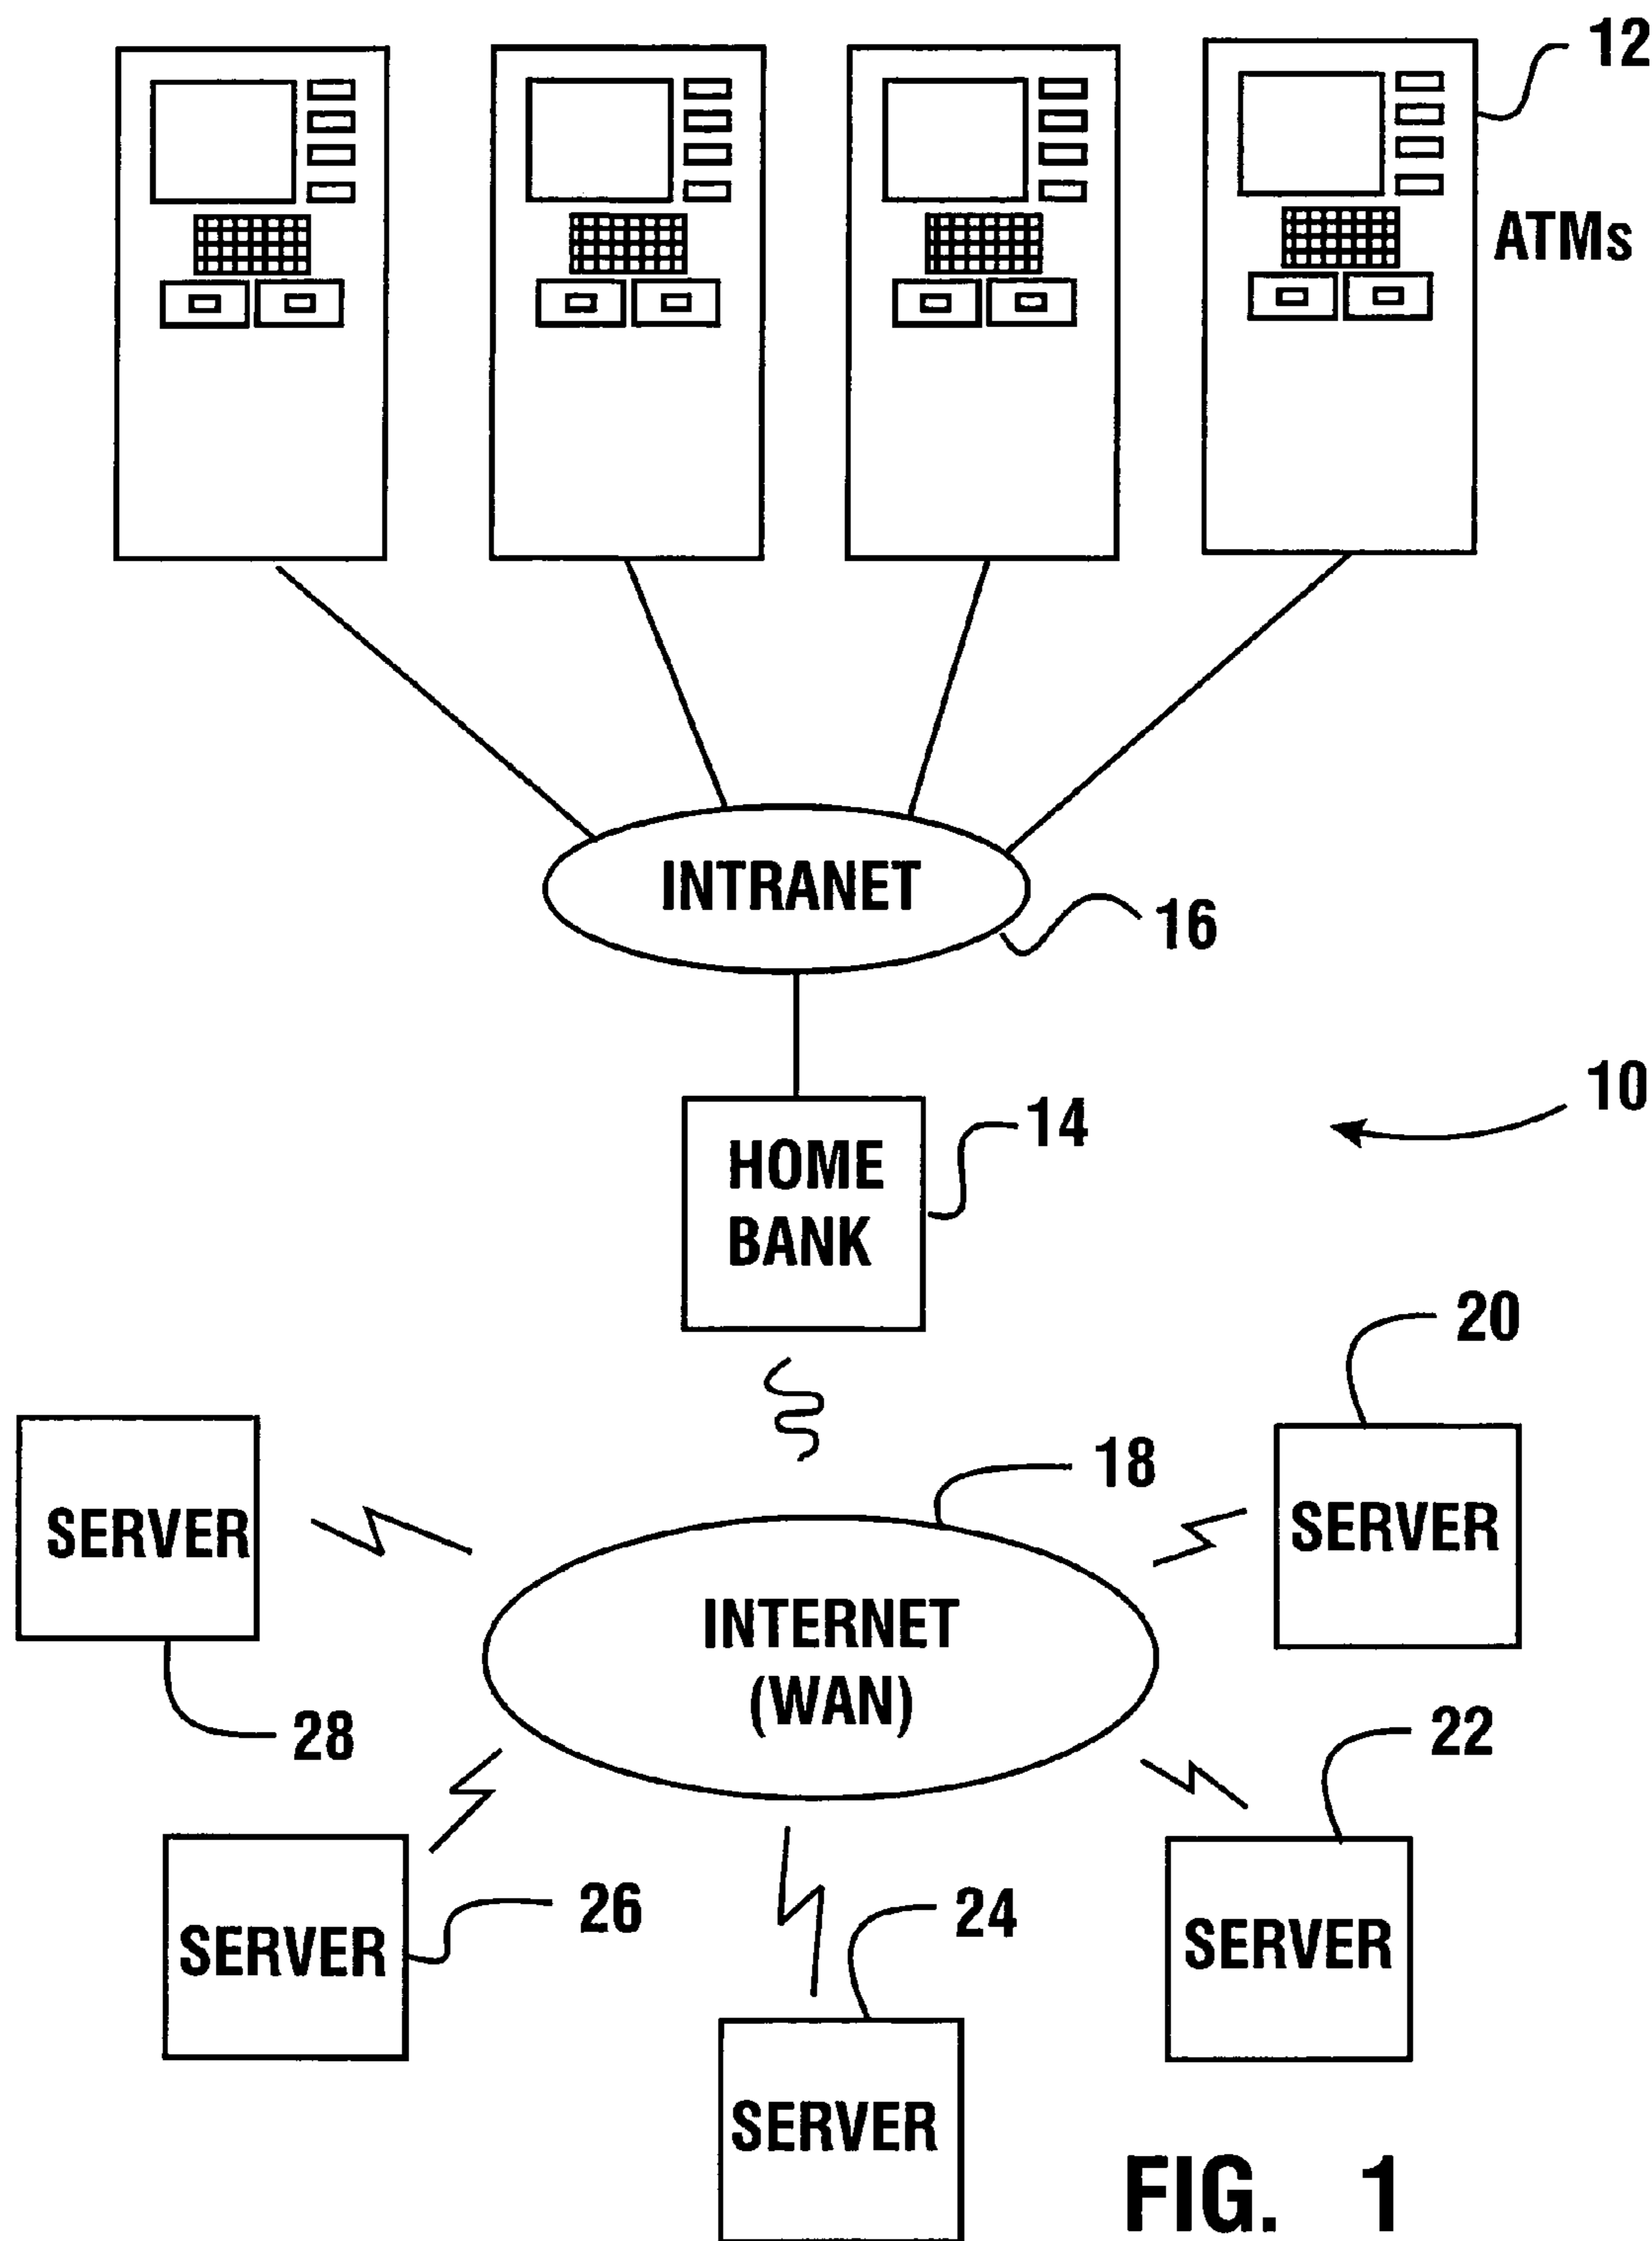 12
ATMs
INTRANET
16
10
14
HOME
BANK
20
18
SERVER
SERVER
INTERNET
(WAN)
28
22
26
24
SERVER
SERVER
SERVER
FIG. 1